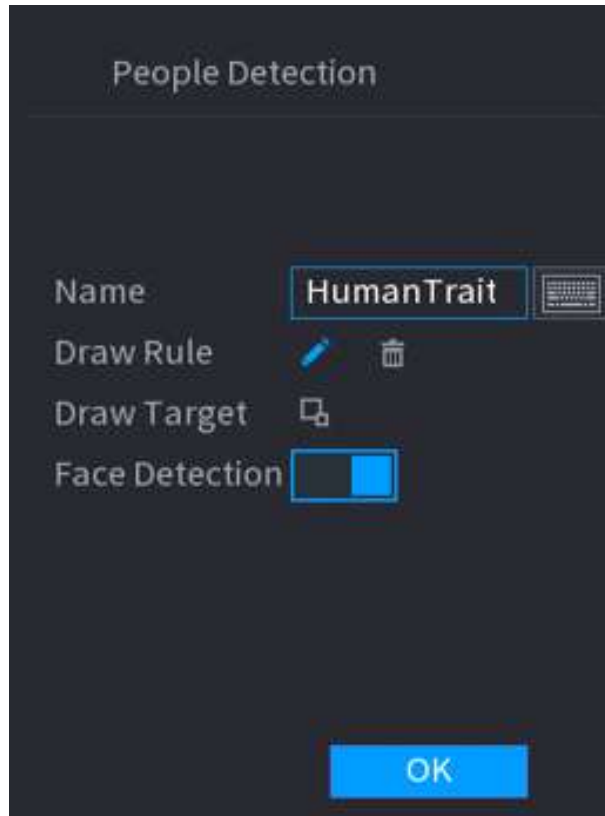 People Detection
Name HumanTrait
Draw Rule
Draw Target
Face Detection
OK